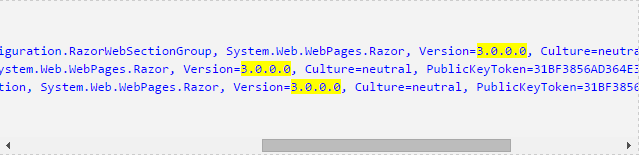 iguration.RazorWebSectionGroup, System.Web.WebPages.Razor, Version=3.0.0.0, Culture=neutra
ystem.Web.WebPages.Razor, Version=3.0.0.0, Culture=neutral, PublicKeyToken=31BF3856AD364E3
tion, System.Web.WebPages.Razor, Version=3.0.0.0, Culture=neutral, PublicKeyToken=31BF3856